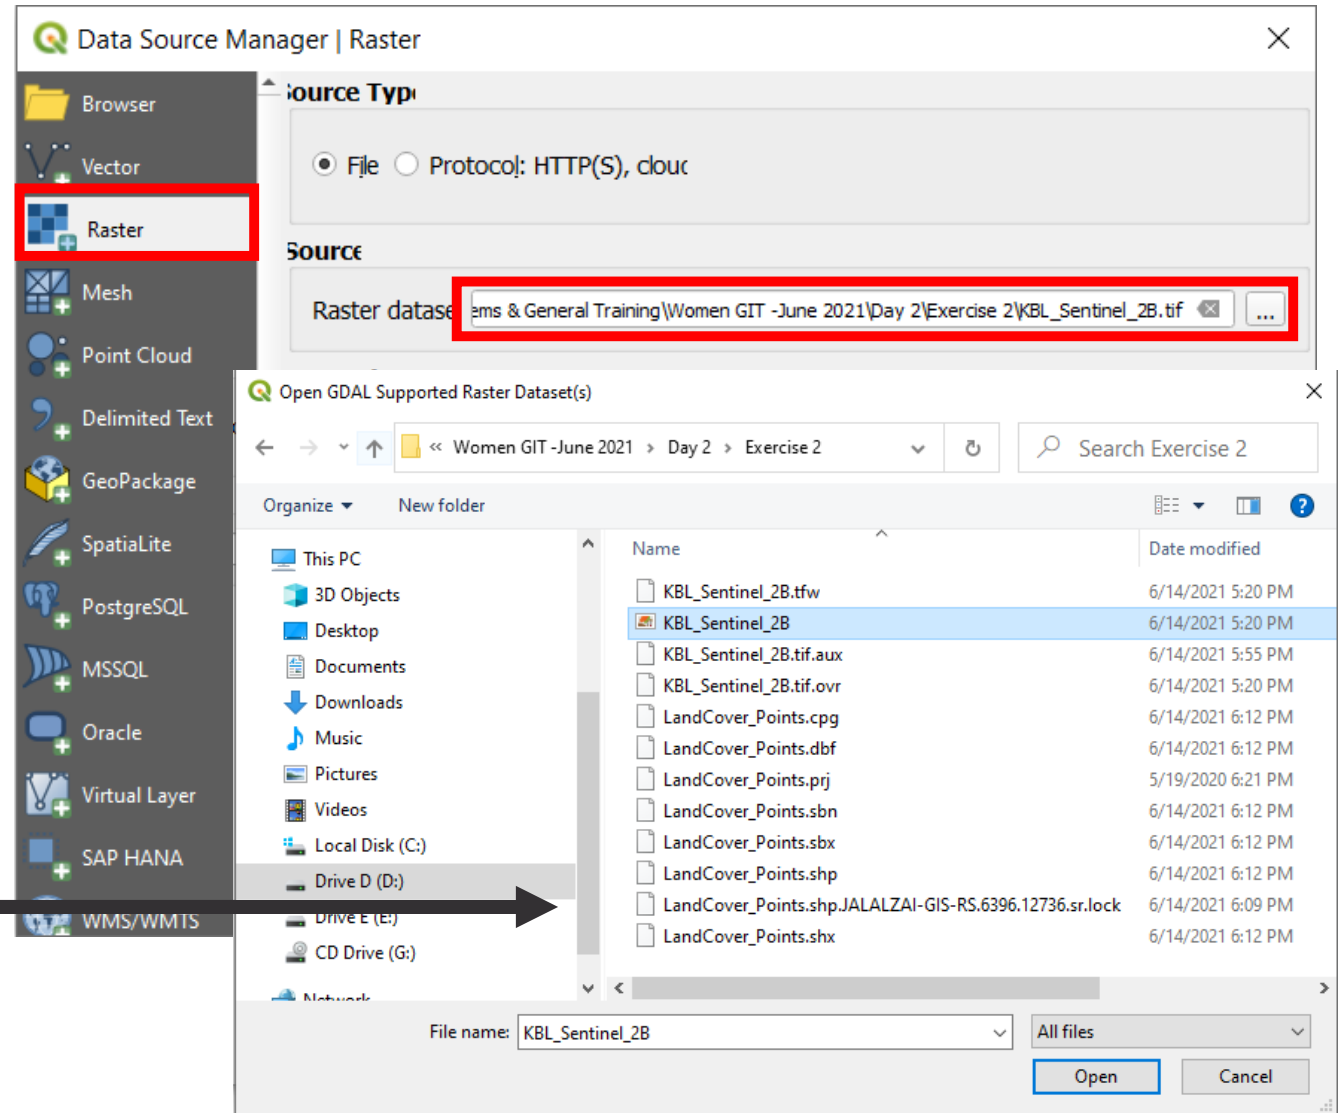 Data Source Manager | Raster
Browser
Vector
Raster
Mesh
Point Cloud
Delimited Text
GeoPackage
SpatiaLite
PostgreSQL
MSSQL
Oracle
Virtual Layer
SAP HANA
WMS/WMTS
Source Type
File
Protocol: HTTP(S), clouc
Source
Raster datase
ems & General Training\Women GIT -June 2021\Day 2\Exercise 2\KBL_Sentinel_2B.tif
...
Open GDAL Supported Raster Dataset(s)
« Women GIT -June 2021 › Day 2 › Exercise 2
Search Exercise 2
Organize
New folder
This PC
3D Objects
Desktop
Documents
Downloads
Music
Pictures
Videos
Local Disk (C:)
Drive D (D:)
Drive E (E:)
CD Drive (G:)
Network
Name Date modified
KBL_Sentinel_2B.tfw 6/14/2021 5:20 PM
KBL_Sentinel_2B 6/14/2021 5:20 PM
KBL_Sentinel_2B.tif.aux 6/14/2021 5:55 PM
KBL_Sentinel_2B.tif.ovr 6/14/2021 5:20 PM
LandCover_Points.cpg 6/14/2021 6:12 PM
LandCover_Points.dbf 6/14/2021 6:12 PM
LandCover_Points.prj 5/19/2020 6:21 PM
LandCover_Points.sbn 6/14/2021 6:12 PM
LandCover_Points.sbx 6/14/2021 6:12 PM
LandCover_Points.shp 6/14/2021 6:12 PM
LandCover_Points.shp.JALALZAI-GIS-RS.6396.12736.sr.lock 6/14/2021 6:09 PM
LandCover_Points.shx 6/14/2021 6:12 PM
File name: KBL_Sentinel_2B
All files
Open
Cancel